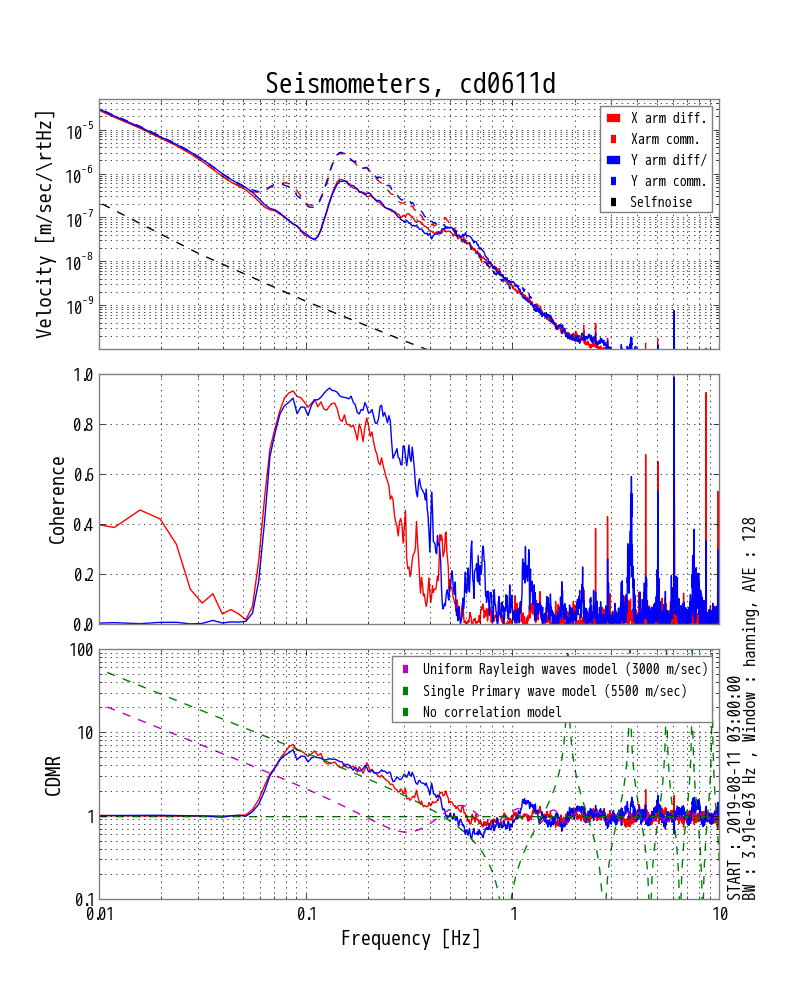 Seismometers, cd0611d
Velocity [m/sec/\rtHz]
10^-5
10^-6
10^-7
10^-8
10^-9
X arm diff.
Xarm comm.
Y arm diff/
Y arm comm.
Selfnoise
Coherence
1.0
0.8
0.6
0.4
0.2
0.0
CDMR
100
10
1
0.1
Uniform Rayleigh waves model (3000 m/sec)
Single Primary wave model (5500 m/sec)
No correlation model
0.01
0.1
1
10
Frequency [Hz]
START : 2019-08-11 03:00:00
BW : 3.91e-03 Hz , Window : hanning, AVE : 128